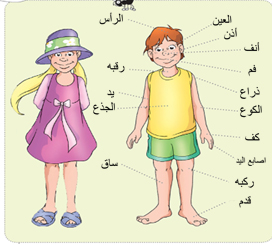 الرأس
العين
أذن
أنف
فم
رقبه
ذراع
يد
الكوع
الجذع
كف
اصابع اليد
ساق
ركبه
قدم